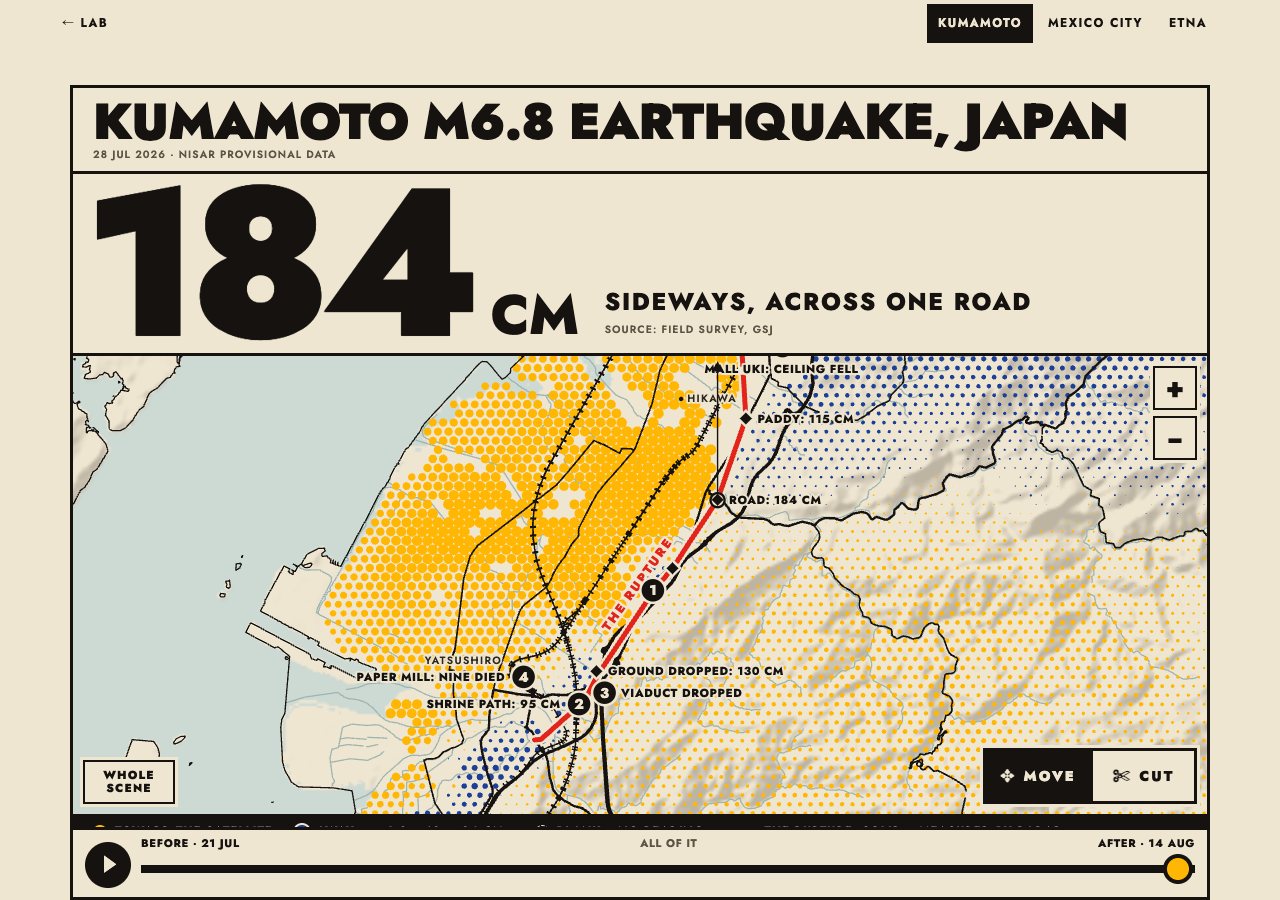 ← LAB
KUMAMOTO
MEXICO CITY
ETNA
KUMAMOTO M6.8 EARTHQUAKE, JAPAN
28 JUL 2026 · NISAR PROVISIONAL DATA
184 CM
SIDEWAYS, ACROSS ONE ROAD
SOURCE: FIELD SURVEY, GSJ
MALL UKI: CEILING FELL
HIKAWA
PADDY: 115 CM
ROAD: 184 CM
THE RUPTURE
1
YATSUSHIRO
PAPER MILL: NINE DIED
4
GROUND DROPPED: 130 CM
3
VIADUCT DROPPED
SHRINE PATH: 95 CM
2
+
−
WHOLE
SCENE
MOVE
CUT
BEFORE · 21 JUL
ALL OF IT
AFTER · 14 AUG